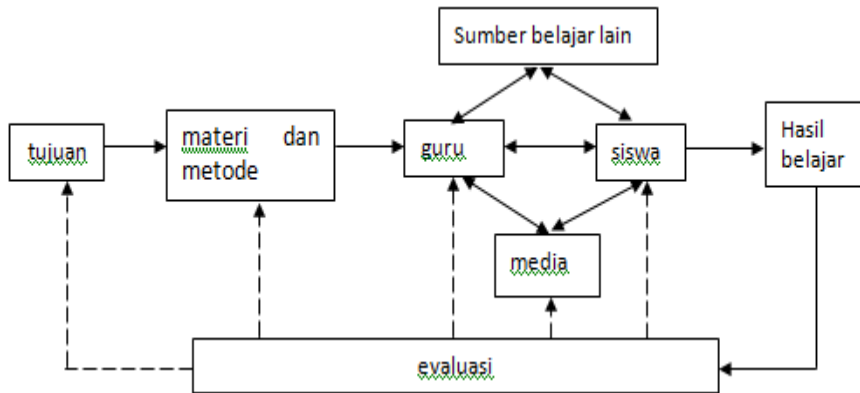 Sumber belajar lain
tujuan
materi dan
metode
guru
siswa
Hasil
belajar
media
evaluasi